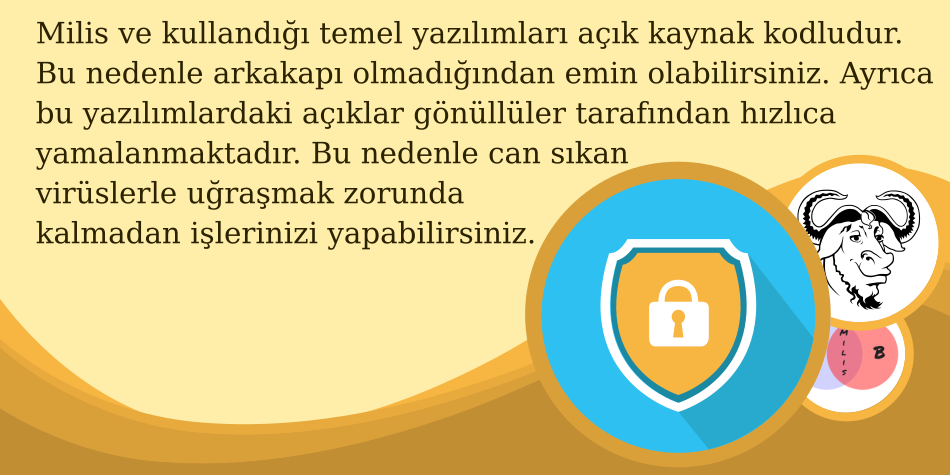 Milis ve kullandığı temel yazılımları açık kaynak kodludur.
Bu nedenle arkakapı olmadığından emin olabilirsiniz. Ayrıca
bu yazılımlardaki açıklar gönüllüler tarafından hızlıca
yamalanmaktadır. Bu nedenle can sıkan
virüslerle uğraşmak zorunda
kalmadan işlerinizi yapabilirsiniz.
MILIS
B